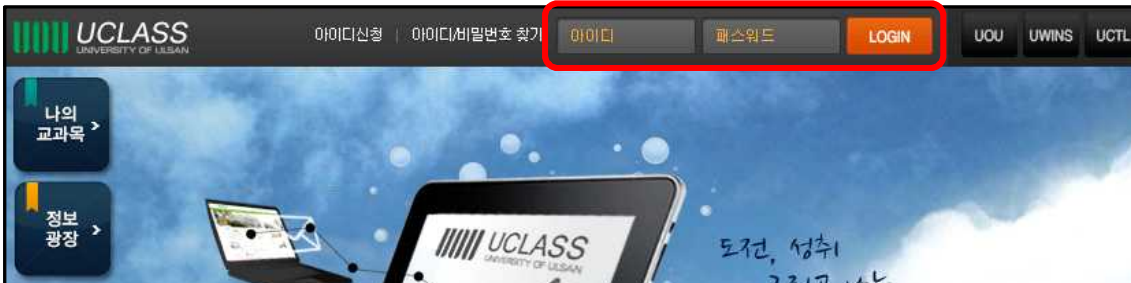 UCLASS
UNIVERSITY OF ULSAN
아이디신청 | 아이디/비밀번호 찾기
아이디
패스워드
LOGIN
UOU
UWINS
UCTL
나의
교과목 >
정보
광장 >
UCLASS
UNIVERSITY OF ULSAN
도전, 성취